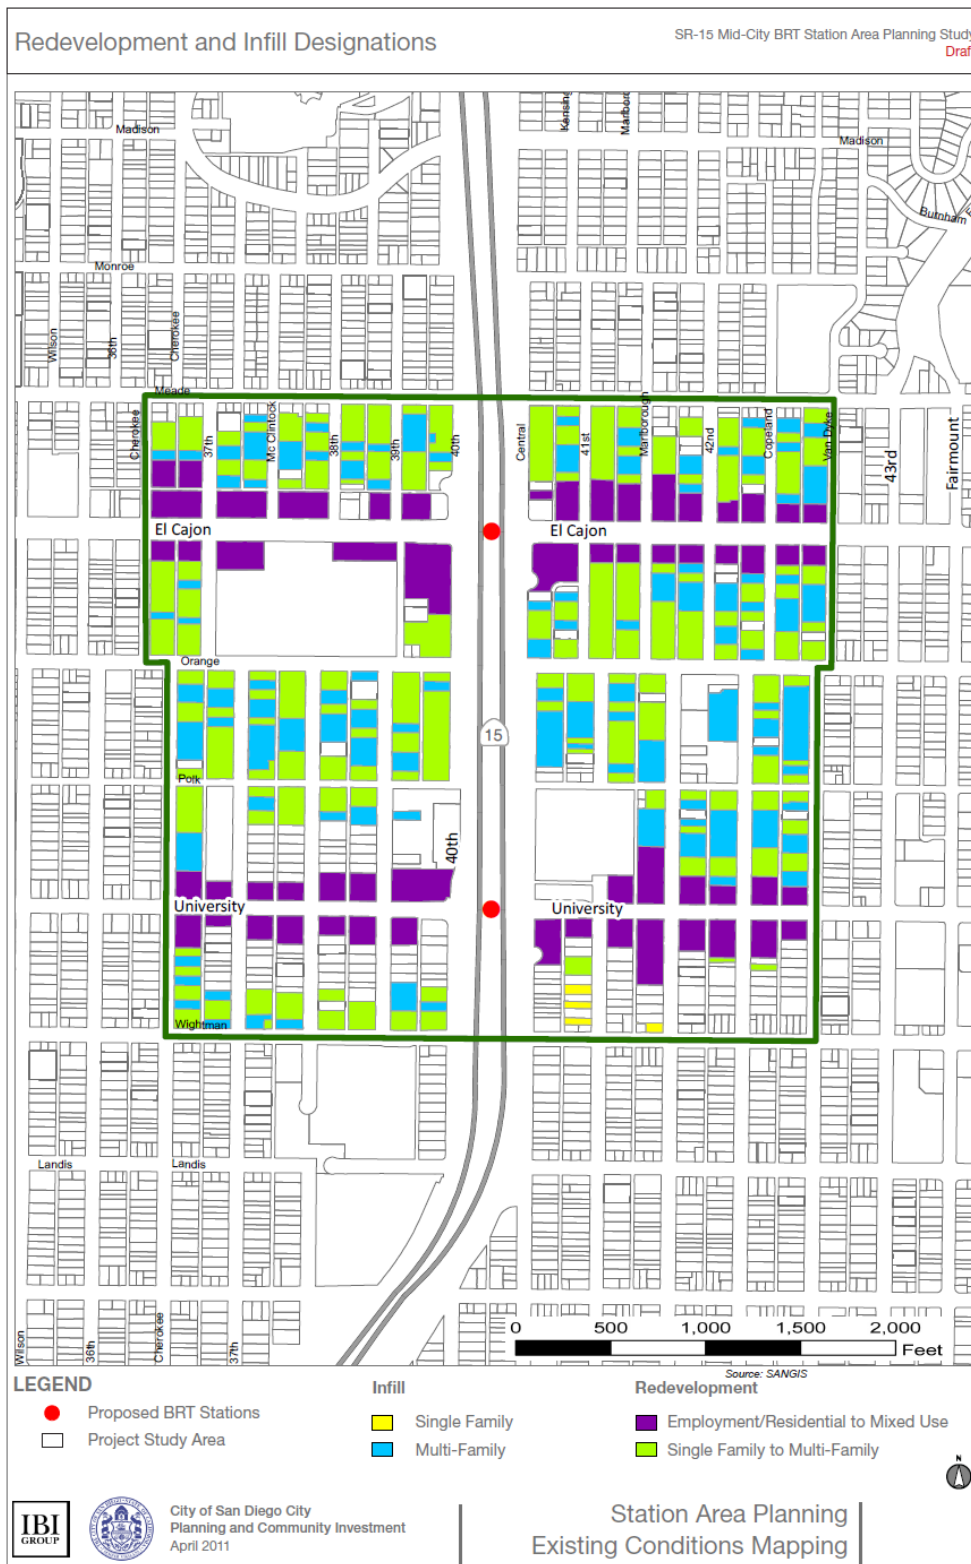 Redevelopment and Infill Designations
SR-15 Mid-City BRT Station Area Planning Study
Draf
Kensing
Marlboro
Madison
Madison
Burnham
Monroe
Wilson
36th
Cherokee
Meade
Cherokee
37th
Mc Clintock
38th
39th
40th
Central
41st
Marlborough
42nd
Copeland
Van Dyke
43rd
Fairmount
El Cajon
El Cajon
Orange
15
Polk
40th
University
University
Wightman
Landis
Landis
Wilson
36th
Cherokee
37th
0 500 1,000 1,500 2,000
Feet
Source: SANGIS
LEGEND
Proposed BRT Stations
Project Study Area
Infill
Single Family
Multi-Family
Redevelopment
Employment/Residential to Mixed Use
Single Family to Multi-Family
N
IBI
GROUP
City of San Diego City
Planning and Community Investment
April 2011
Station Area Planning
Existing Conditions Mapping